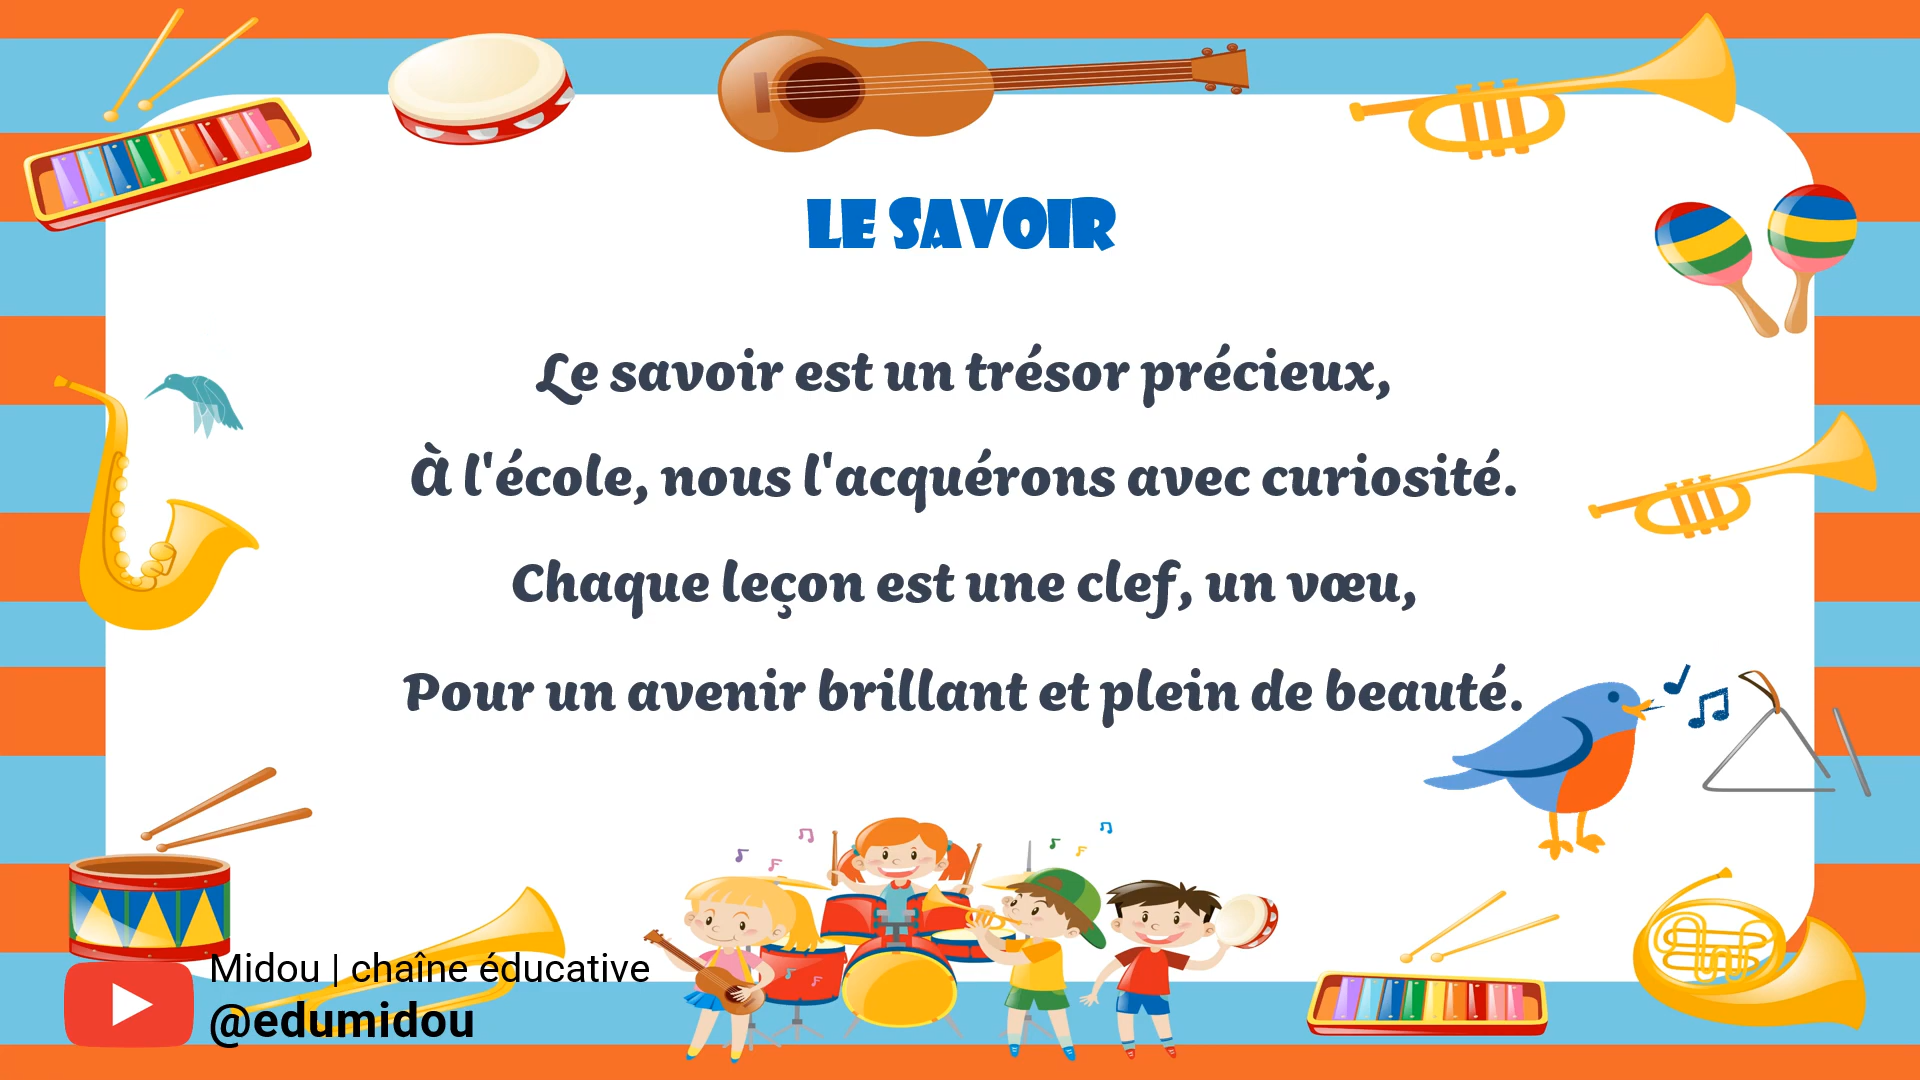 LE SAVOIR
Le savoir est un trésor précieux,
À l'école, nous l'acquérons avec curiosité.
Chaque leçon est une clef, un vœu,
Pour un avenir brillant et plein de beauté.
Midou | chaîne éducative
@edumidou